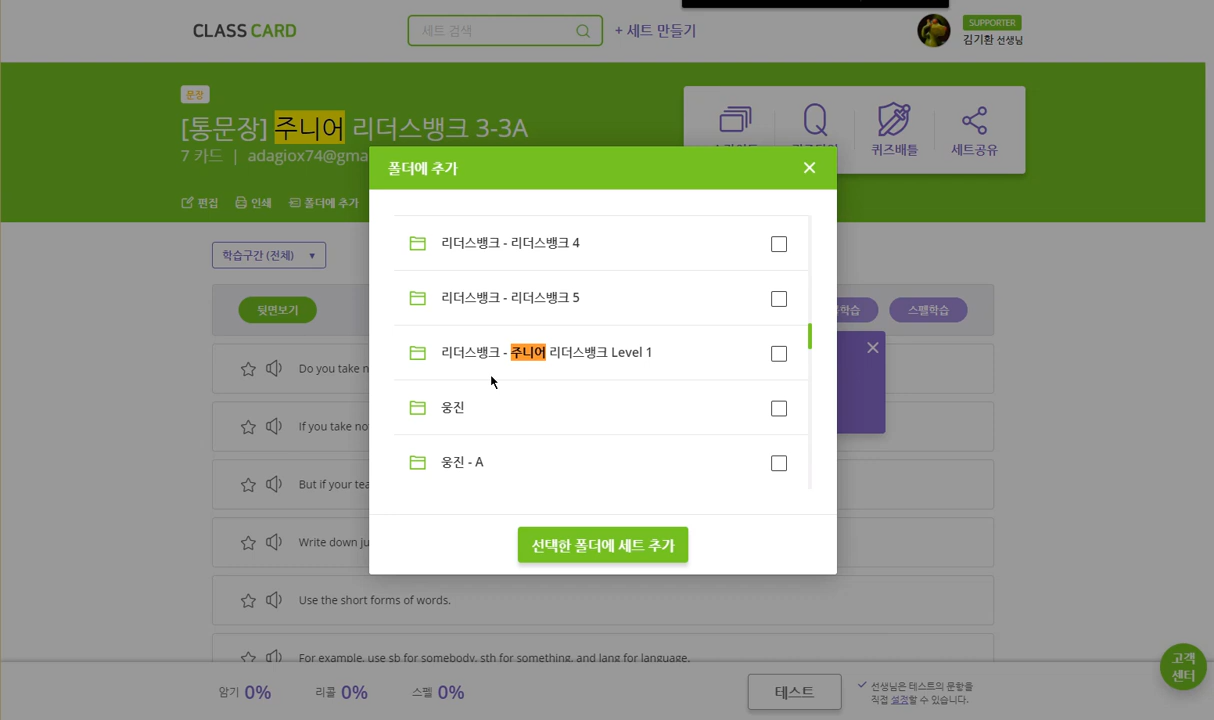 CLASS CARD
세트 검색
+ 세트 만들기
SUPPORTER
김기환 선생님
문장
[통문장] 주니어 리더스뱅크 3-3A
7 카드 | adagiox74@gma
퀴즈배틀
세트공유
편집
인쇄
폴더에 추가
폴더에 추가
리더스뱅크 - 리더스뱅크 4
리더스뱅크 - 리더스뱅크 5
리더스뱅크 - 주니어 리더스뱅크 Level 1
웅진
웅진 - A
선택한 폴더에 세트 추가
학습구간 (전체)
뒷면보기
학습
스펠학습
Do you take n
If you take no
But if your tea
Write down ju
Use the short forms of words.
For example, use sb for somebody, sth for something, and lang for language.
암기 0%
리콜 0%
스펠 0%
테스트
선생님은 테스트의 문항을
직접 설정할 수 있습니다.
고객
센터